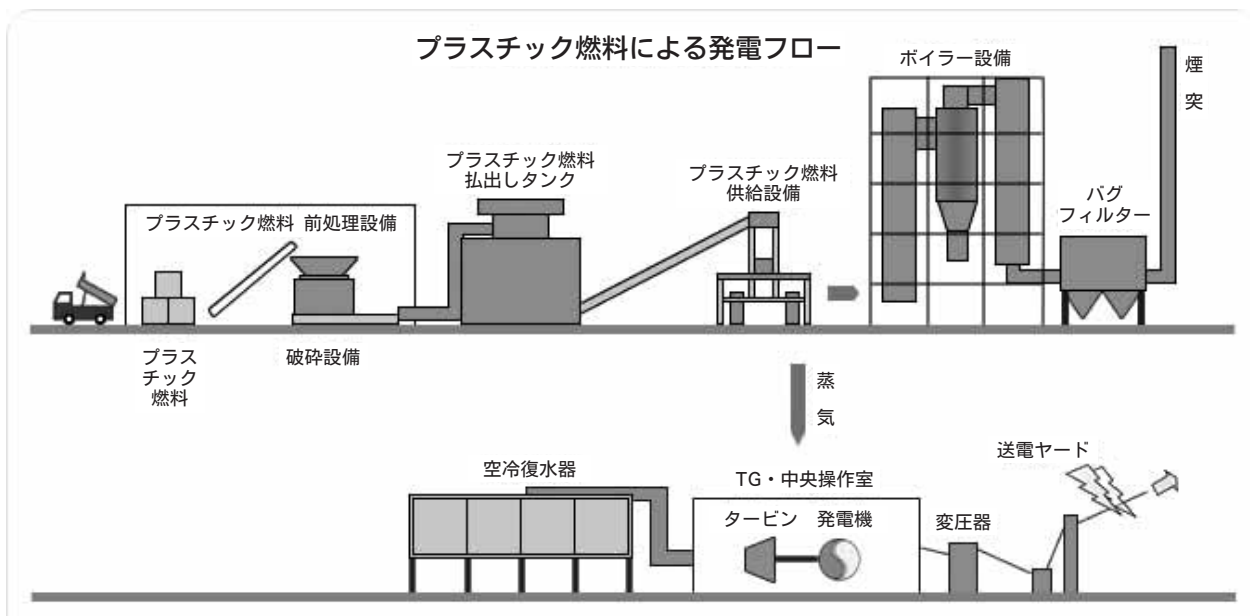 プラスチック燃料による発電フロー
ボイラー設備
煙
突
プラスチック燃料
払出しタンク
プラスチック燃料
供給設備
バグ
フィルター
プラスチック燃料 前処理設備
プラス
チック
燃料
破砕設備
蒸
気
空冷復水器
TG・中央操作室
送電ヤード
タービン 発電機
変圧器